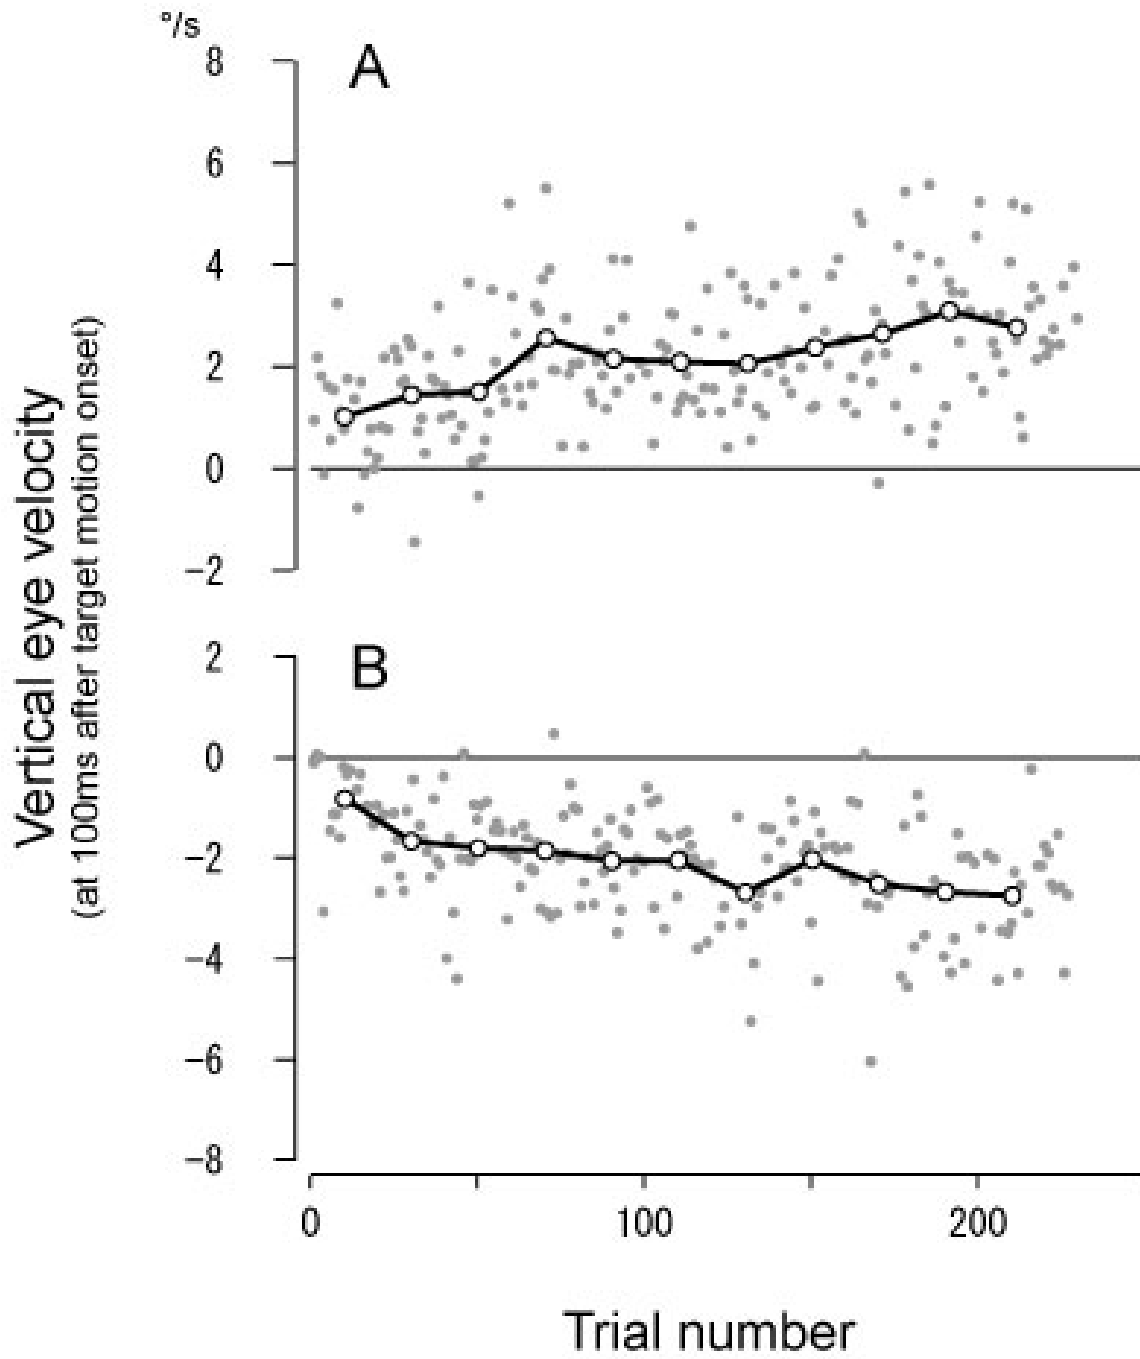 °/s
A
8
6
4
2
0
−2
B
2
0
−2
−4
−6
−8
0 100 200
Trial number
Vertical eye velocity
(at 100ms after target motion onset)